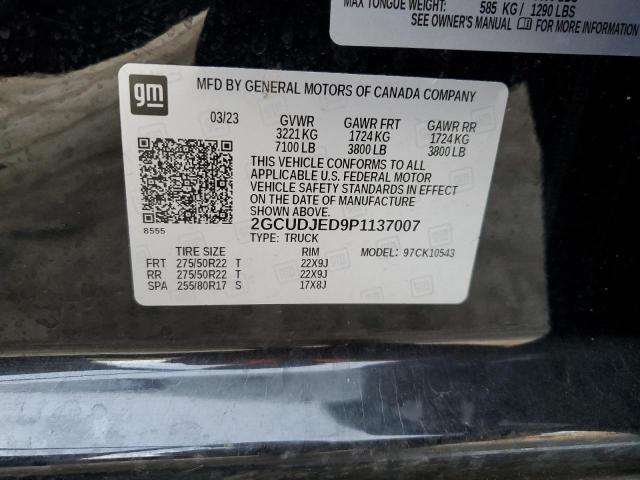 MAX TONGUE WEIGHT: 585 KG / 1290 LBS
SEE OWNER'S MANUAL FOR MORE INFORMATION
gm
MFD BY GENERAL MOTORS OF CANADA COMPANY
03/23 GVWR GAWR FRT GAWR RR
3221 KG 1724 KG 1724 KG
7100 LB 3800 LB 3800 LB
THIS VEHICLE CONFORMS TO ALL
APPLICABLE U.S. FEDERAL MOTOR
VEHICLE SAFETY STANDARDS IN EFFECT
ON THE DATE OF MANUFACTURE
SHOWN ABOVE.
8555
2GCUDJED9P1137007
TYPE: TRUCK MODEL: 97CK10543
TIRE SIZE RIM
FRT 275/50R22 T 22X9J
RR 275/50R22 T 22X9J
SPA 255/80R17 S 17X8J